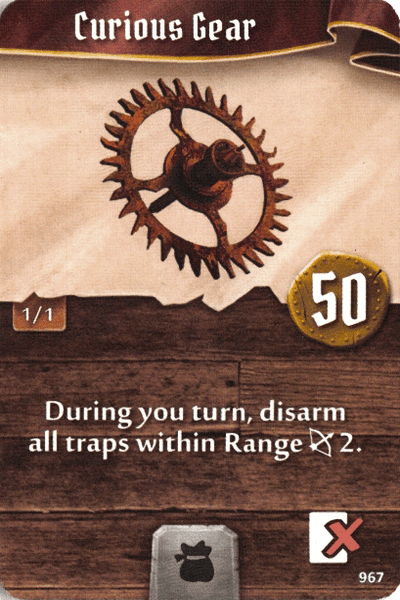 Curious Gear
1/1
50
During you turn, disarm
all traps within Range 2.
967